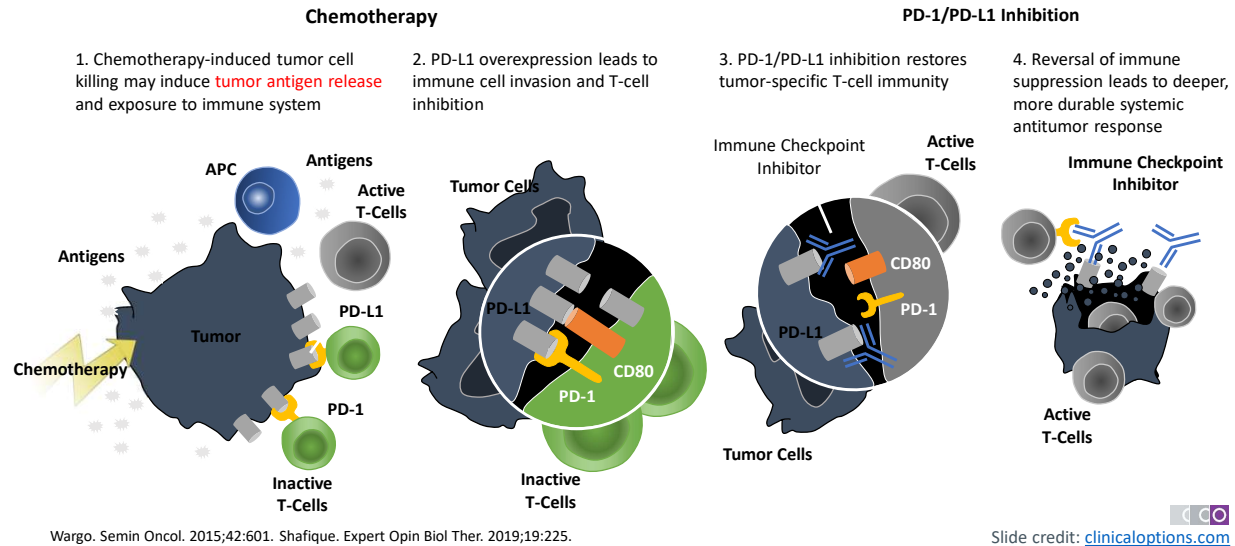 Chemotherapy
PD-1/PD-L1 Inhibition
1. Chemotherapy-induced tumor cell
killing may induce tumor antigen release
and exposure to immune system
2. PD-L1 overexpression leads to
immune cell invasion and T-cell
inhibition
3. PD-1/PD-L1 inhibition restores
tumor-specific T-cell immunity
4. Reversal of immune
suppression leads to deeper,
more durable systemic
antitumor response
APC
Antigens
Active
T-Cells
Antigens
PD-L1
Tumor
Chemotherapy
PD-1
Inactive
T-Cells
Tumor Cells
PD-L1
CD80
PD-1
Inactive
T-Cells
Immune Checkpoint
Inhibitor
Active
T-Cells
CD80
PD-1
PD-L1
Tumor Cells
Immune Checkpoint
Inhibitor
Active
T-Cells
Wargo. Semin Oncol. 2015;42:601. Shafique. Expert Opin Biol Ther. 2019;19:225.
CCO
Slide credit: clinicaloptions.com